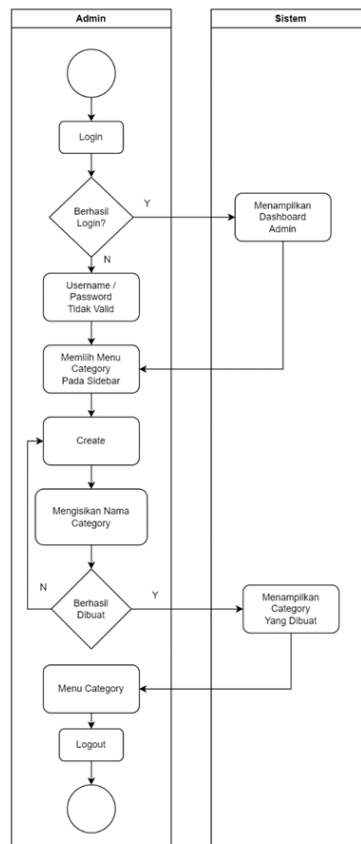 Admin
Sistem
Login
Berhasil
Login?
Y
Menampilkan
Dashboard
Admin
N
Username /
Password
Tidak Valid
Memilih Menu
Category
Pada Sidebar
Create
Mengisikan Nama
Category
N
Berhasil
Dibuat
Y
Menampilkan
Category
Yang Dibuat
Menu Category
Logout